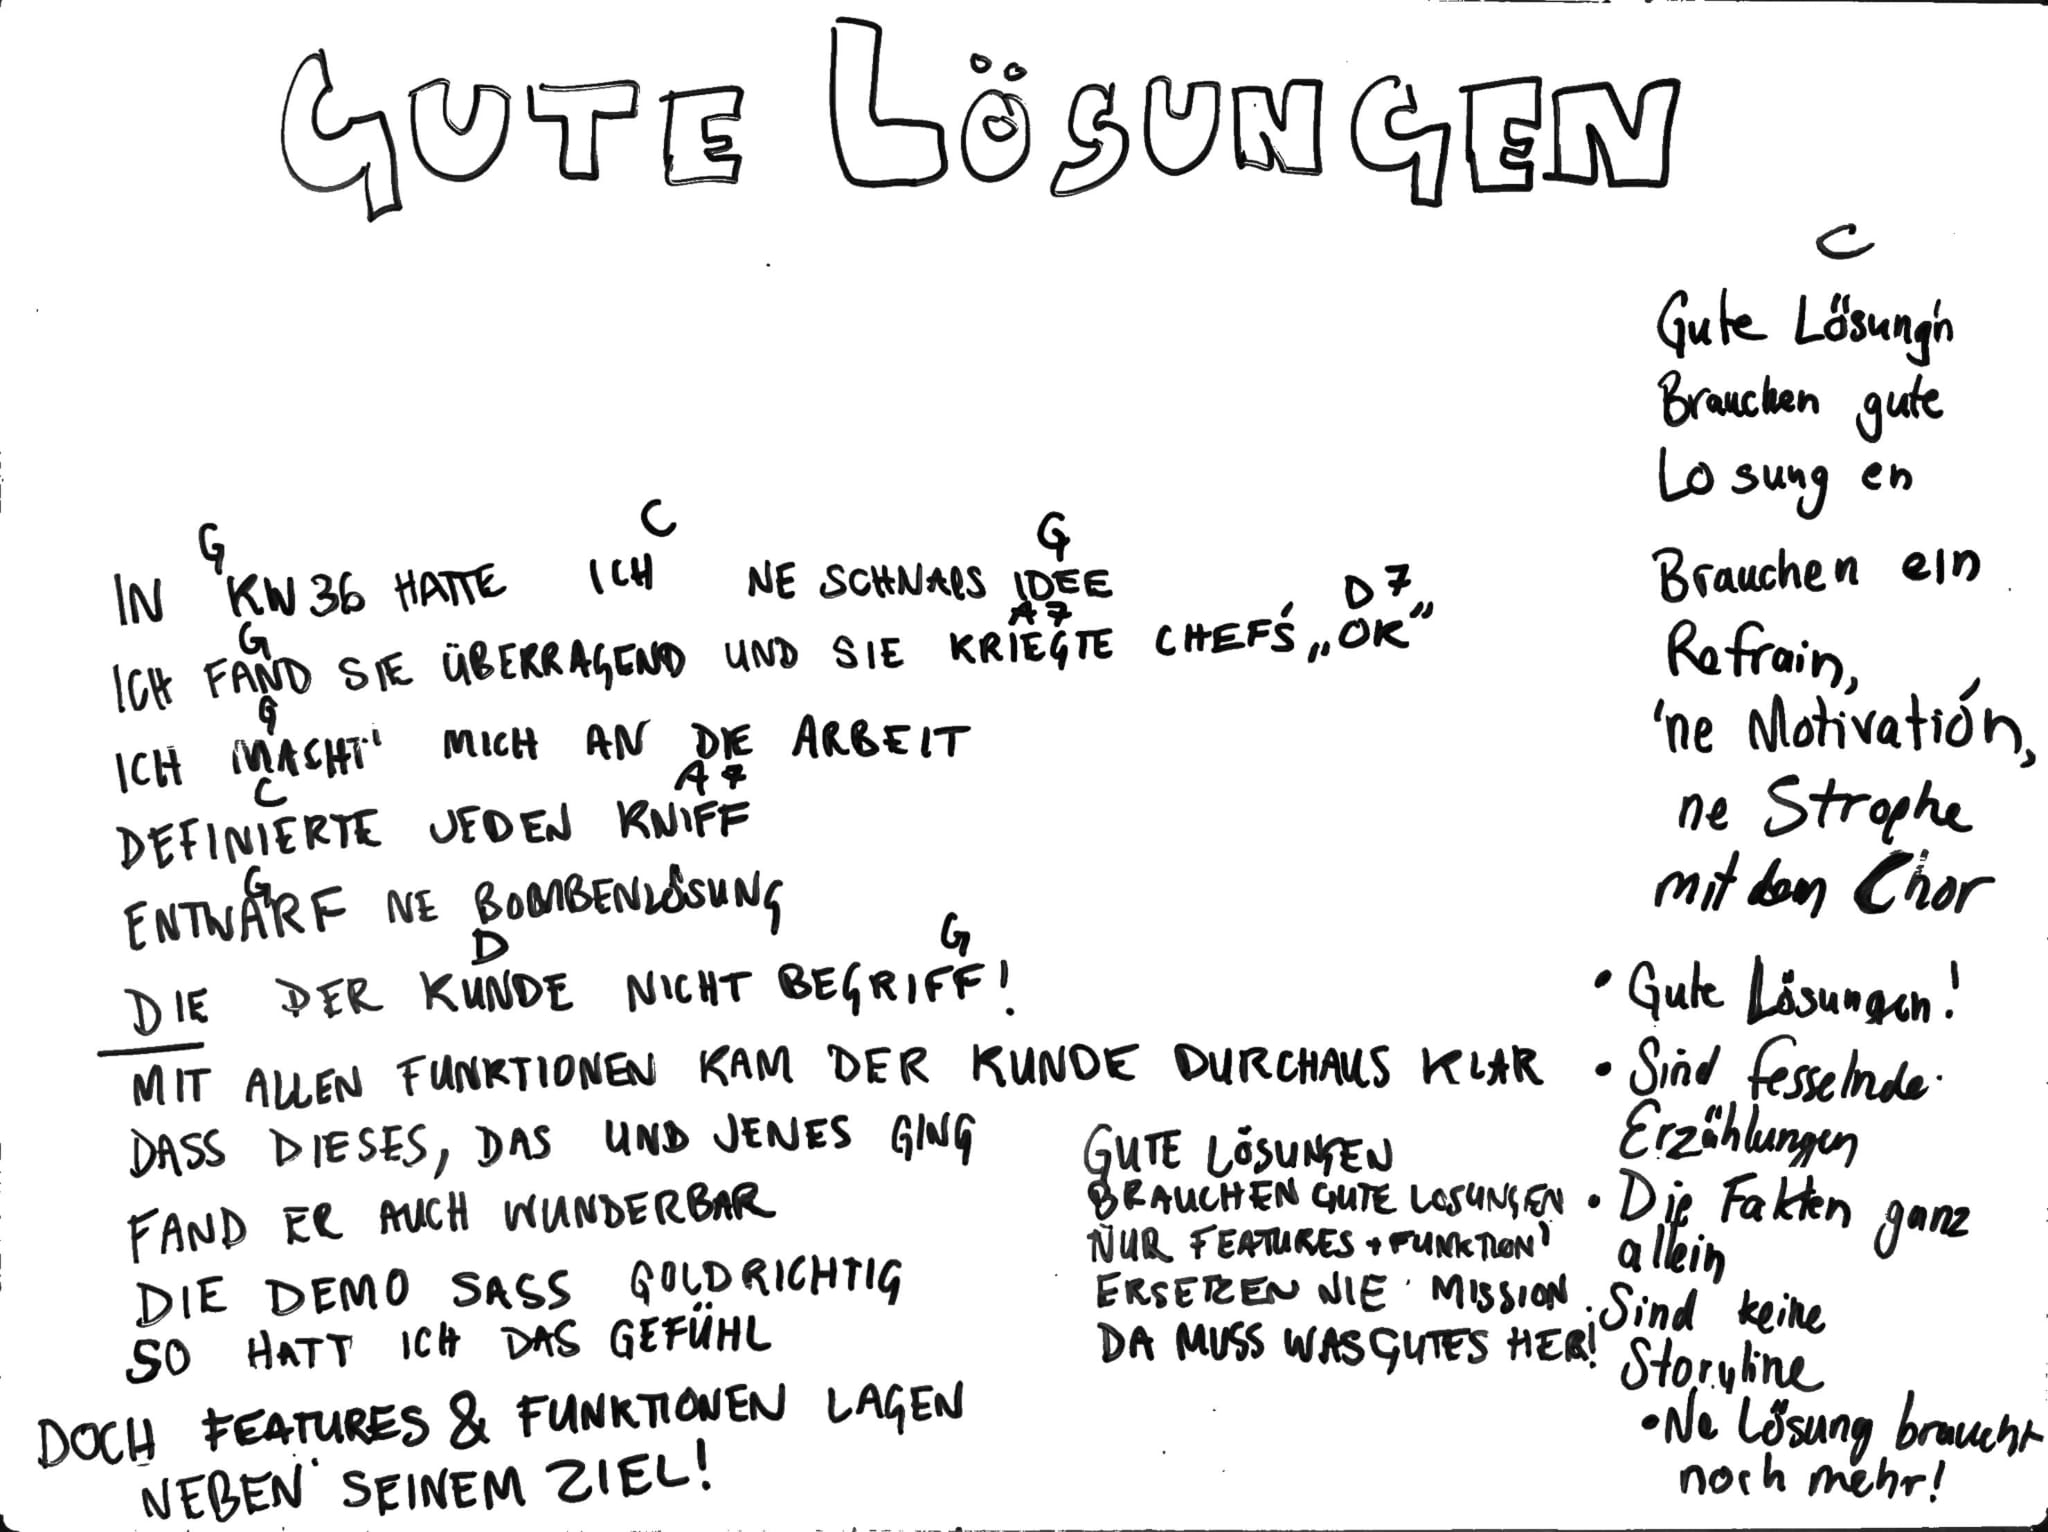 GUTE LÖSUNGEN
G C G
IN KW 36 HATTE ICH NE SCHNAPS IDEE
G A7 D7
ICH FAND SIE ÜBERRAGEND UND SIE KRIEGTE CHEF'S „OK“
G
ICH MACHT' MICH AN DIE ARBEIT
C A7
DEFINIERTE JEDEN KNIFF
G
ENTWARF NE BOMBENLÖSUNG
D G
DIE DER KUNDE NICHT BEGRIFF!
MIT ALLEN FUNKTIONEN KAM DER KUNDE DURCHAUS KLAR
DASS DIESES, DAS UND JENES GING
FAND ER AUCH WUNDERBAR
DIE DEMO SASS GOLDRICHTIG
SO HATT ICH DAS GEFÜHL
DOCH FEATURES & FUNKTIONEN LAGEN
NEBEN SEINEM ZIEL!
GUTE LÖSUNGEN
BRAUCHEN GUTE LOSUNGEN
NUR FEATURES + FUNKTION'
ERSETZEN NIE MISSION
DA MUSS WAS GUTES HER!
C
Gute Lösung'n
Brauchen gute
Losung en
Brauchen ein
Refrain,
'ne Motivatión,
ne Strophe
mit dem Chor
• Gute Lösungen!
• Sind fesselnde
Erzählungen
• Die Fakten ganz
allein
• Sind keine
Storyline
• Ne Lösung braucht
noch mehr!